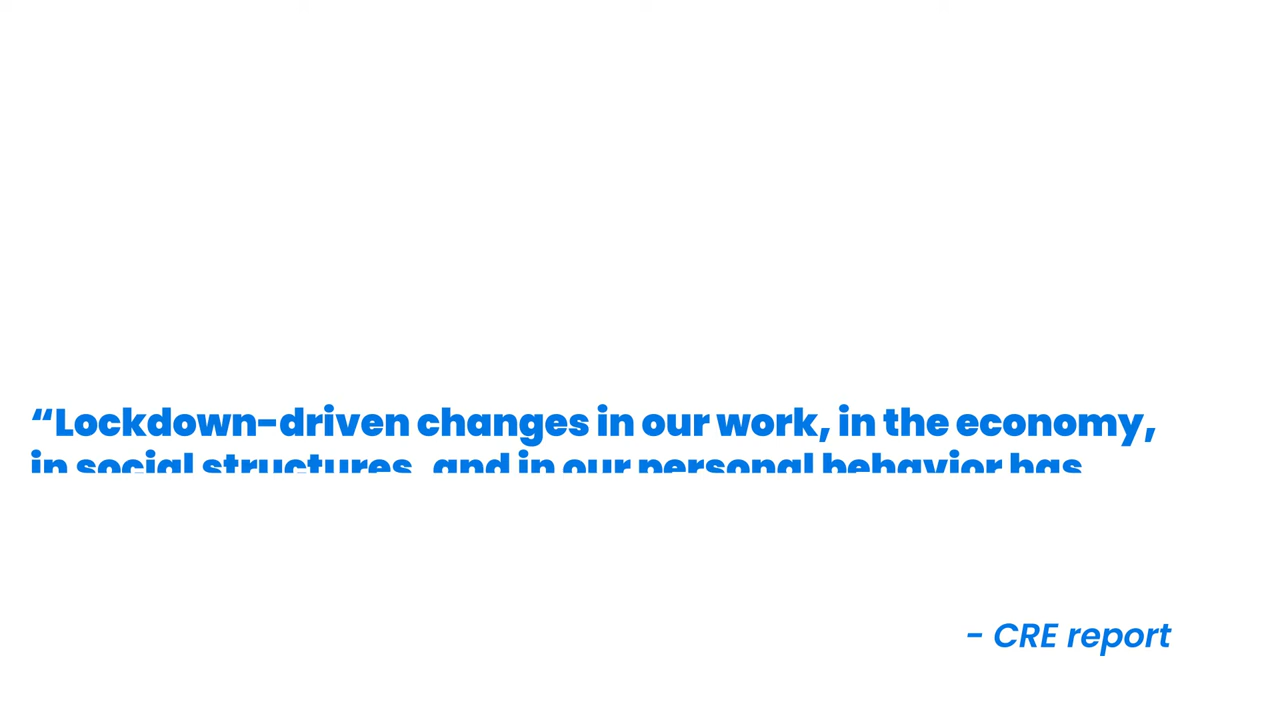 “Lockdown-driven changes in our work, in the economy,
in social structures, and in our personal behavior has
- CRE report